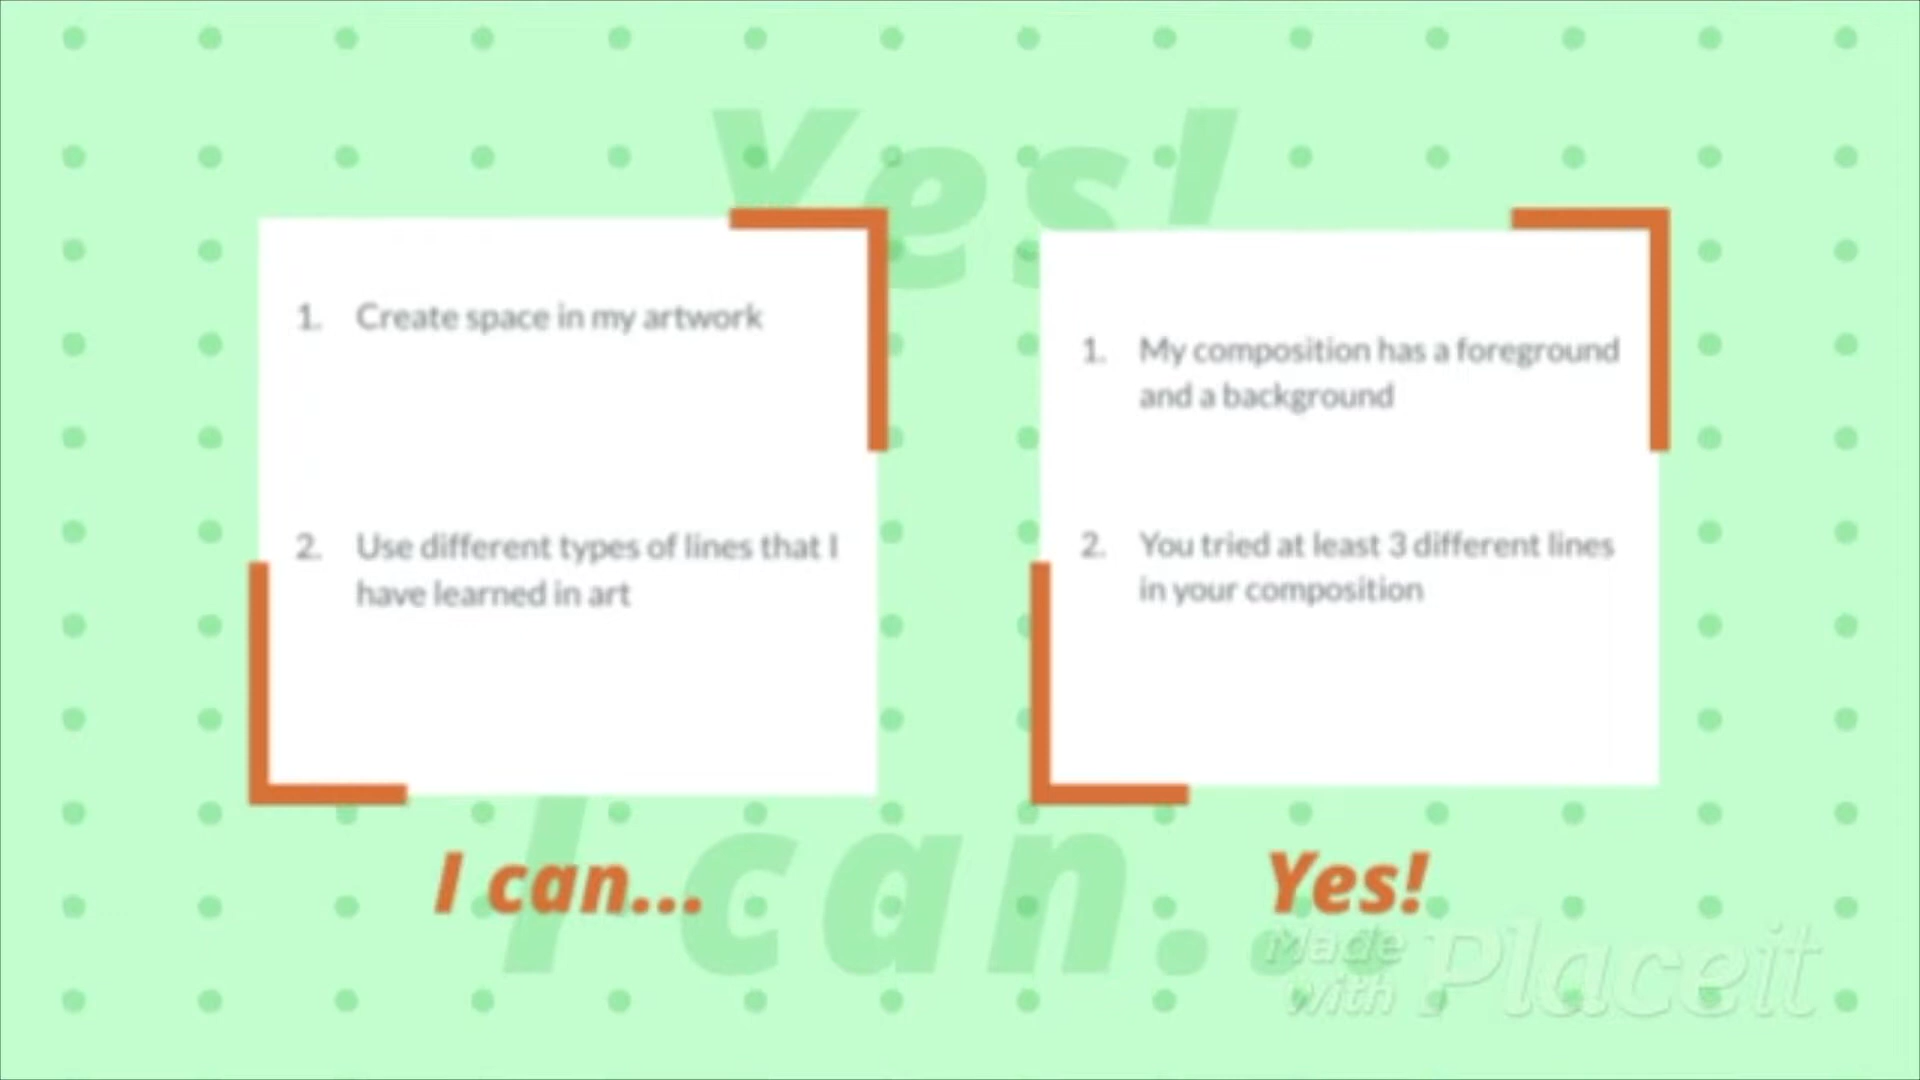 Yes!
1. Create space in my artwork
2. Use different types of lines that I
have learned in art
I can...
1. My composition has a foreground
and a background
2. You tried at least 3 different lines
in your composition
Yes!
I can...
Made
with Placeit